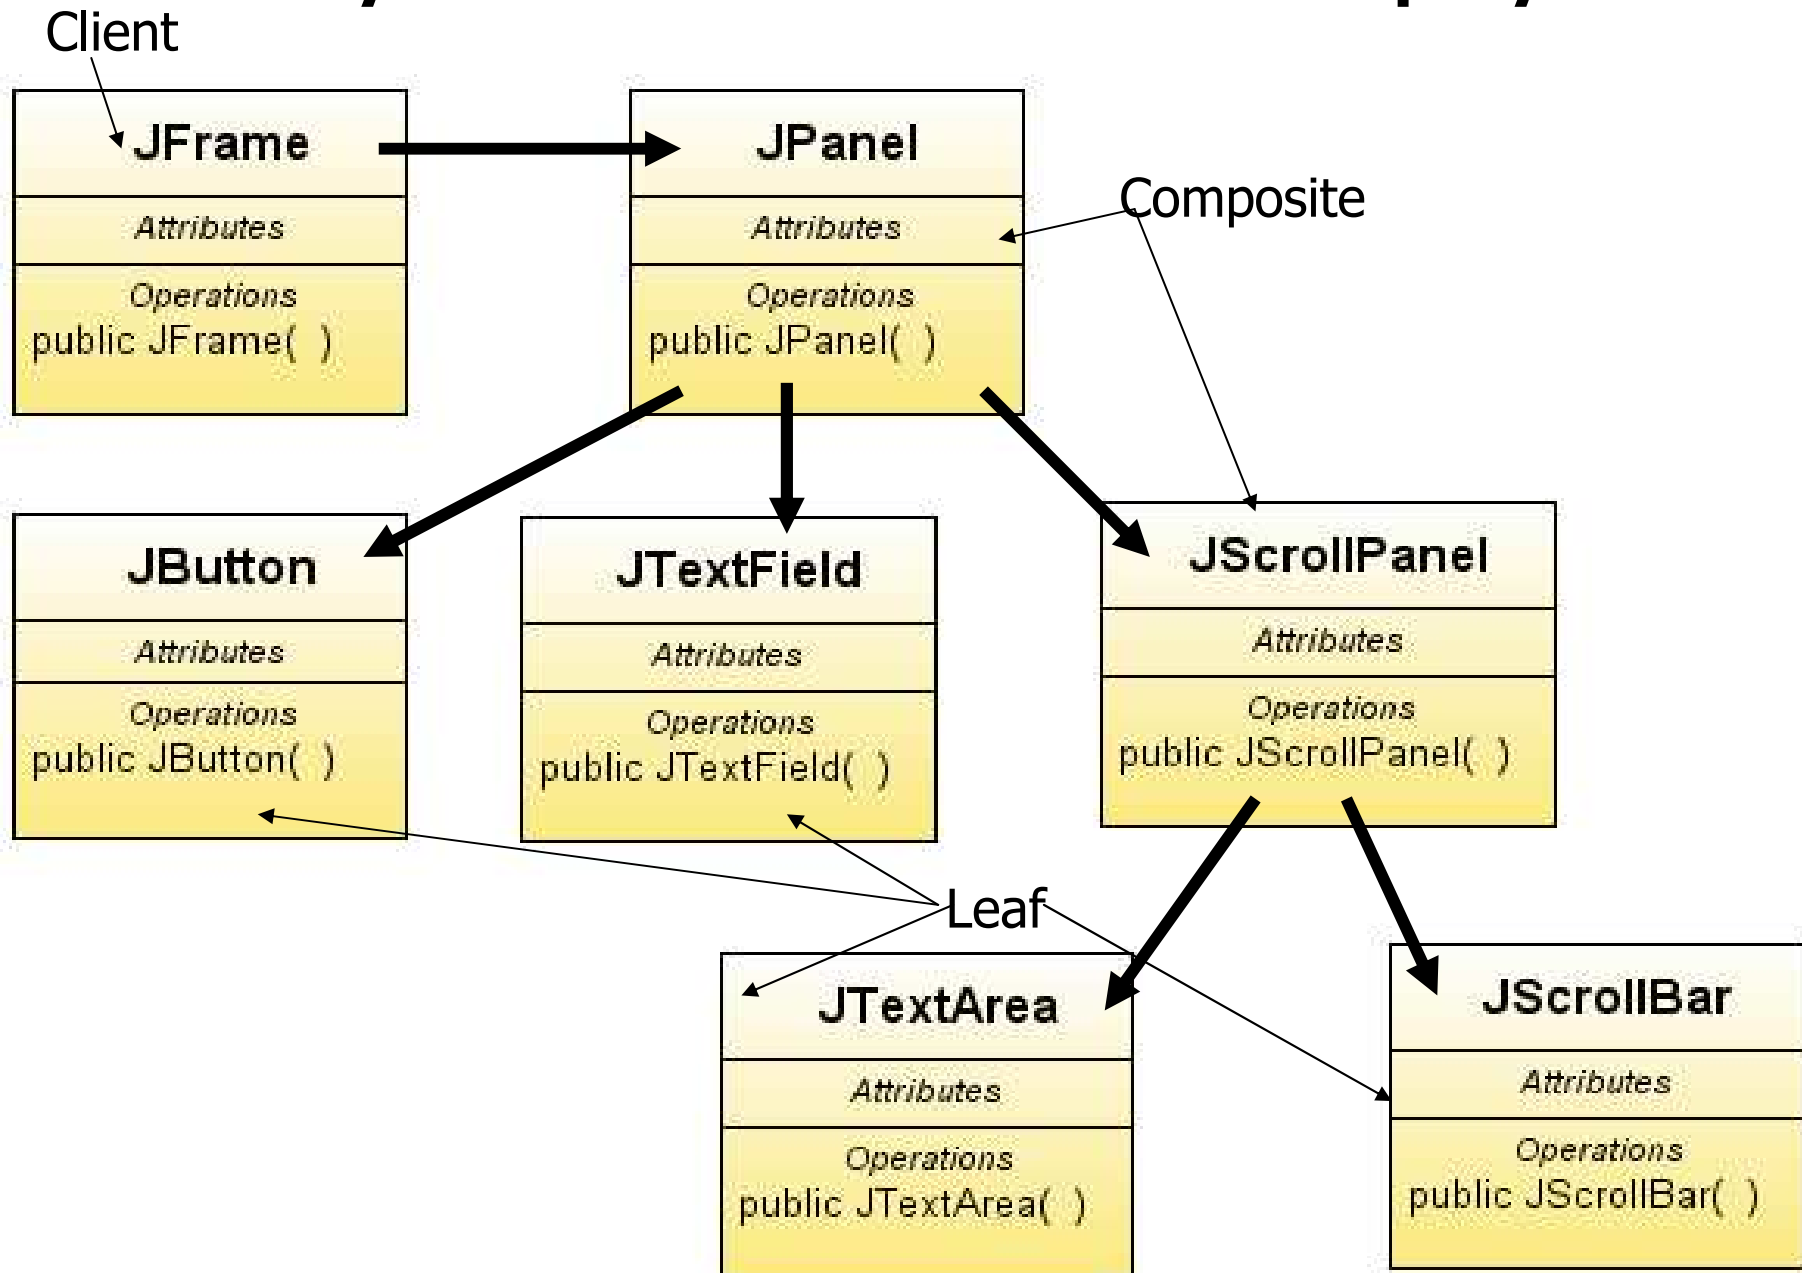 Client
JFrame
Attributes
Operations
public JFrame( )
JPanel
Attributes
Operations
public JPanel( )
Composite
JButton
Attributes
Operations
public JButton( )
JTextField
Attributes
Operations
public JTextField( )
JScrollPanel
Attributes
Operations
public JScrollPanel( )
Leaf
JTextArea
Attributes
Operations
public JTextArea( )
JScrollBar
Attributes
Operations
public JScrollBar( )